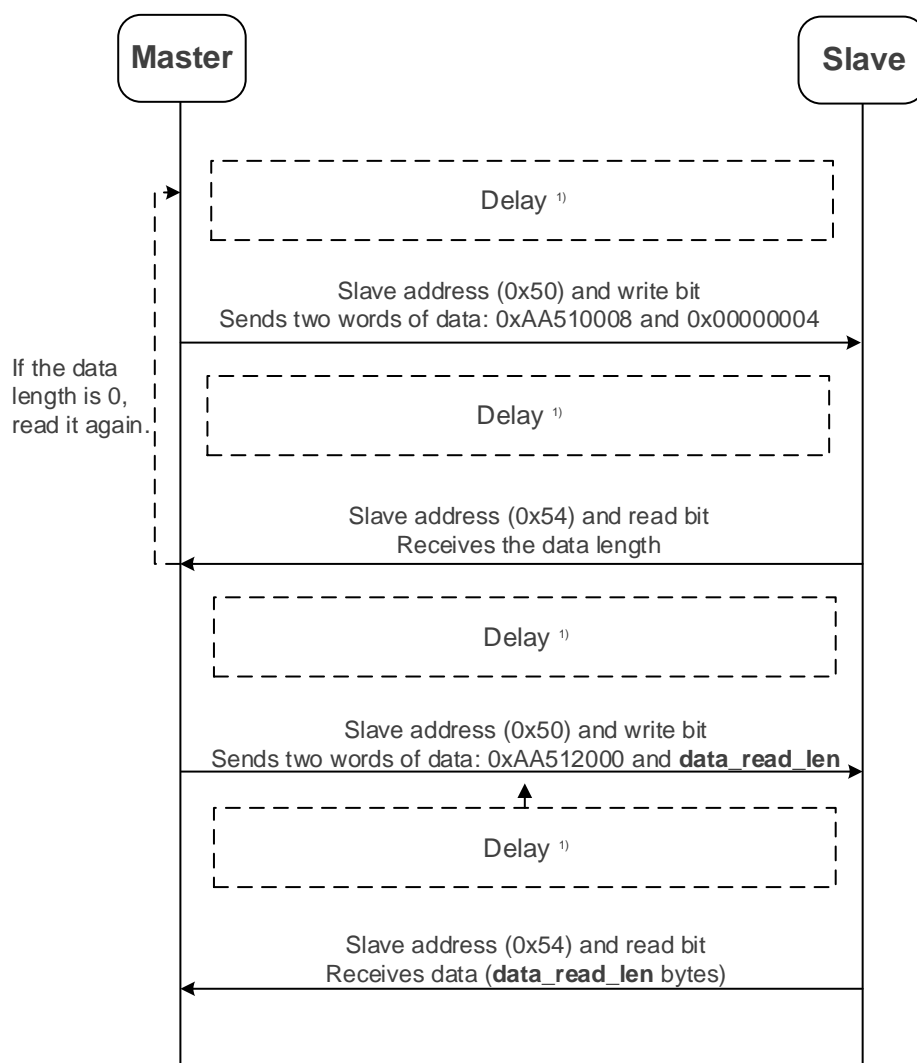 Master
Slave
Delay 1)
Slave address (0x50) and write bit
Sends two words of data: 0xAA510008 and 0x00000004
If the data
length is 0,
read it again.
Delay 1)
Slave address (0x54) and read bit
Receives the data length
Delay 1)
Slave address (0x50) and write bit
Sends two words of data: 0xAA512000 and data_read_len
Delay 1)
Slave address (0x54) and read bit
Receives data (data_read_len bytes)